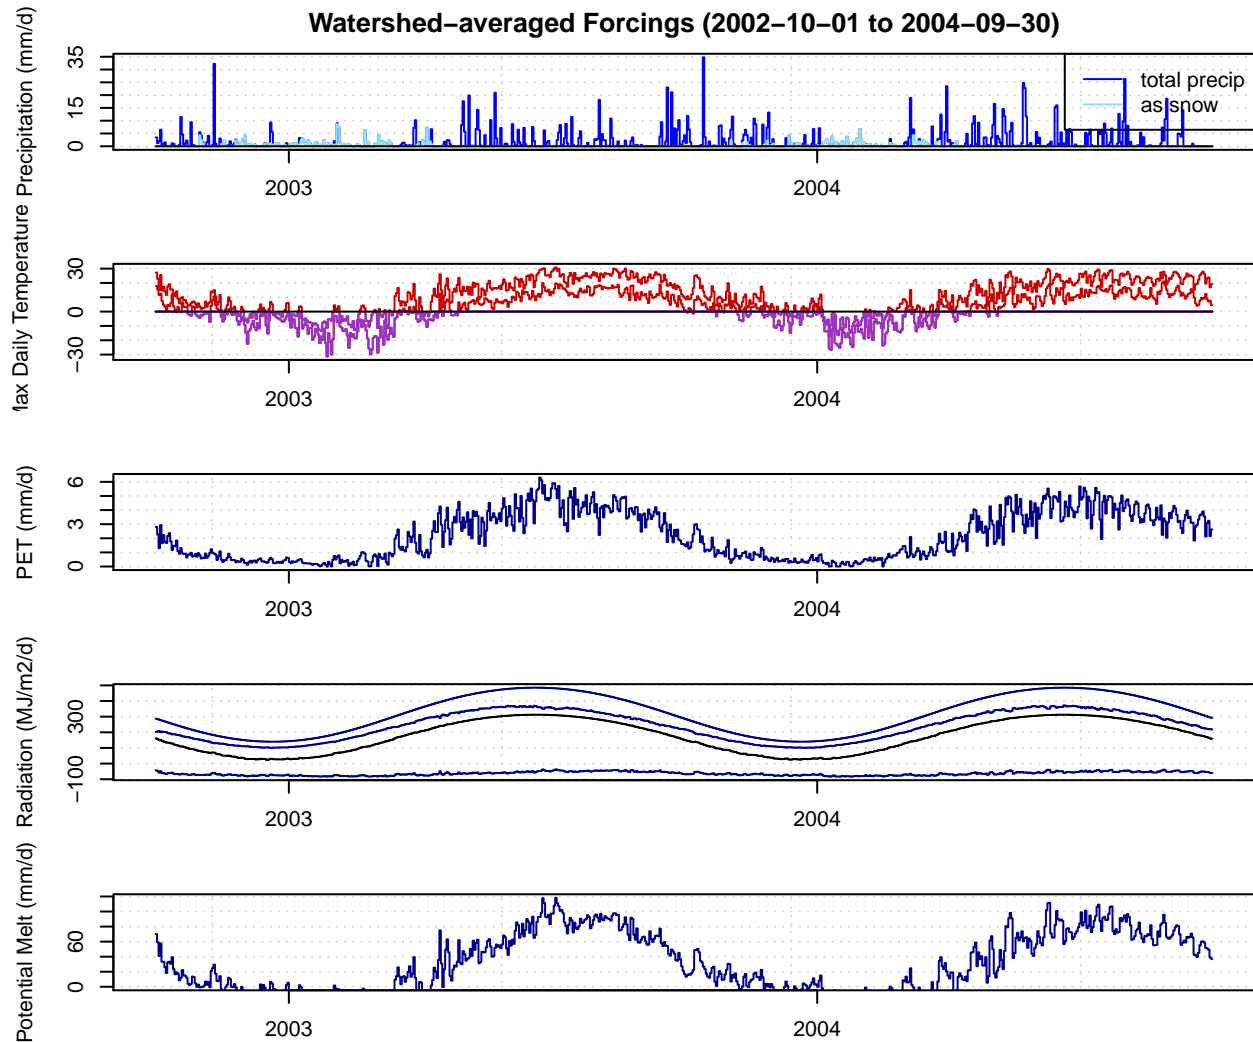 Watershed−averaged Forcings (2002−10−01 to 2004−09−30)
Precipitation (mm/d)
35
15
0
total precip
as snow
2003
2004
Max Daily Temperature
30
0
−30
2003
2004
PET (mm/d)
6
3
0
2003
2004
Radiation (MJ/m2/d)
300
−100
2003
2004
Potential Melt (mm/d)
60
0
2003
2004